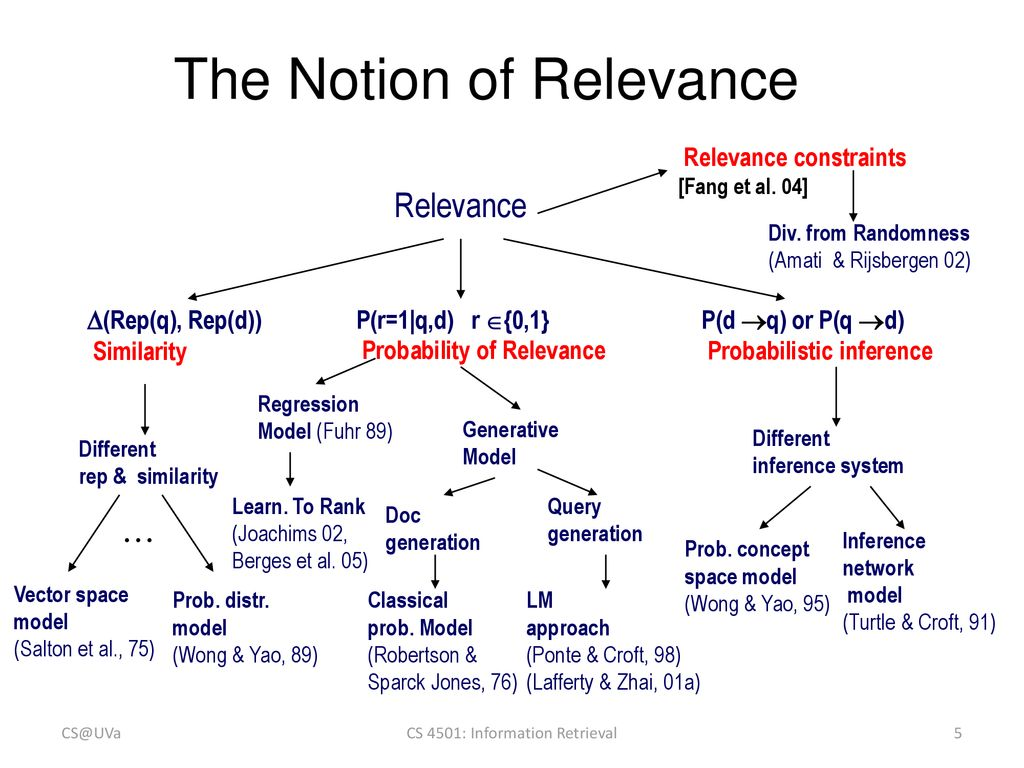 The Notion of Relevance
Relevance constraints
[Fang et al. 04]
Relevance
Div. from Randomness
(Amati & Rijsbergen 02)
Δ(Rep(q), Rep(d))
Similarity
P(r=1|q,d) r ∈{0,1}
Probability of Relevance
P(d →q) or P(q →d)
Probabilistic inference
Regression
Model (Fuhr 89)
Generative
Model
Different
rep & similarity
Different
inference system
…
Learn. To Rank
(Joachims 02,
Berges et al. 05)
Doc
generation
Query
generation
Prob. concept
space model
(Wong & Yao, 95)
Inference
network
model
(Turtle & Croft, 91)
Vector space
model
(Salton et al., 75)
Prob. distr.
model
(Wong & Yao, 89)
Classical
prob. Model
(Robertson &
Sparck Jones, 76)
LM
approach
(Ponte & Croft, 98)
(Lafferty & Zhai, 01a)
CS@UVa
CS 4501: Information Retrieval
5